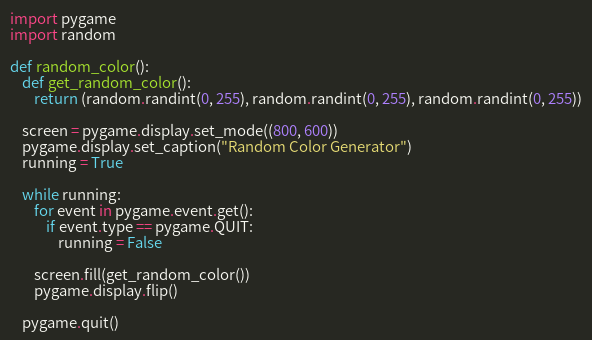 import pygame
import random

def random_color():
    def get_random_color():
        return (random.randint(0, 255), random.randint(0, 255), random.randint(0, 255))

    screen = pygame.display.set_mode((800, 600))
    pygame.display.set_caption("Random Color Generator")
    running = True

    while running:
        for event in pygame.event.get():
            if event.type == pygame.QUIT:
                running = False

        screen.fill(get_random_color())
        pygame.display.flip()

    pygame.quit()